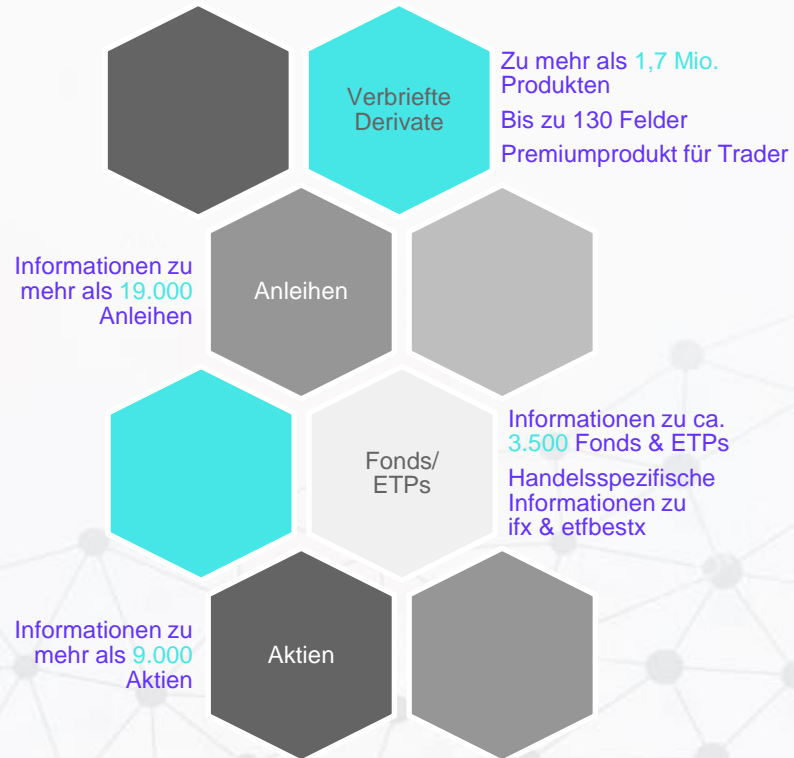 Verbriefte
Derivate
Zu mehr als 1,7 Mio.
Produkten
Bis zu 130 Felder
Premiumprodukt für Trader
Informationen zu
mehr als 19.000
Anleihen
Anleihen
Fonds/
ETPs
Informationen zu ca.
3.500 Fonds & ETPs
Handelsspezifische
Informationen zu
ifx & etfbestx
Informationen zu
mehr als 9.000
Aktien
Aktien